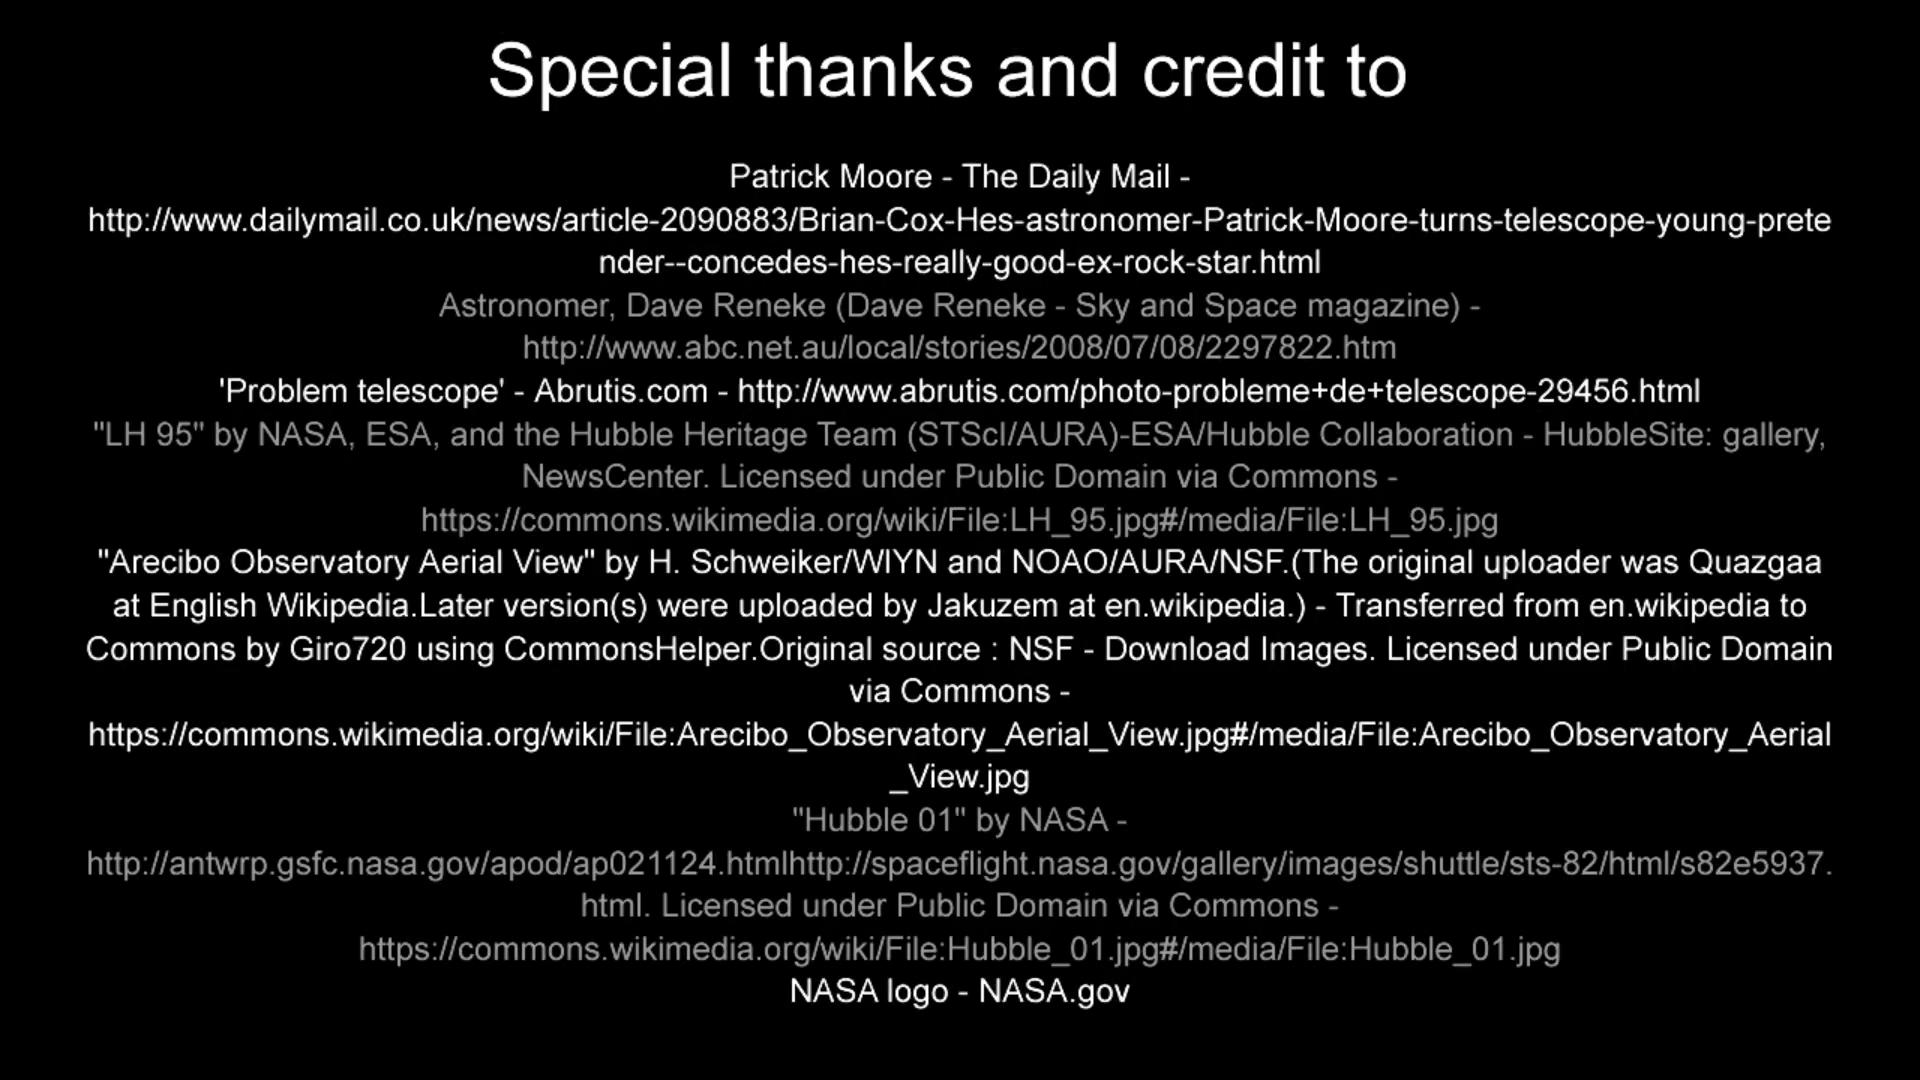 Special thanks and credit to
Patrick Moore - The Daily Mail -
http://www.dailymail.co.uk/news/article-2090883/Brian-Cox-Hes-astronomer-Patrick-Moore-turns-telescope-young-prete
nder--concedes-hes-really-good-ex-rock-star.html
Astronomer, Dave Reneke (Dave Reneke - Sky and Space magazine) -
http://www.abc.net.au/local/stories/2008/07/08/2297822.htm
'Problem telescope' - Abrutis.com - http://www.abrutis.com/photo-probleme+de+telescope-29456.html
"LH 95" by NASA, ESA, and the Hubble Heritage Team (STScI/AURA)-ESA/Hubble Collaboration - HubbleSite: gallery,
NewsCenter. Licensed under Public Domain via Commons -
https://commons.wikimedia.org/wiki/File:LH_95.jpg#/media/File:LH_95.jpg
"Arecibo Observatory Aerial View" by H. Schweiker/WIYN and NOAO/AURA/NSF.(The original uploader was Quazgaa
at English Wikipedia.Later version(s) were uploaded by Jakuzem at en.wikipedia.) - Transferred from en.wikipedia to
Commons by Giro720 using CommonsHelper.Original source : NSF - Download Images. Licensed under Public Domain
via Commons -
https://commons.wikimedia.org/wiki/File:Arecibo_Observatory_Aerial_View.jpg#/media/File:Arecibo_Observatory_Aerial
_View.jpg
"Hubble 01" by NASA -
http://antwrp.gsfc.nasa.gov/apod/ap021124.htmlhttp://spaceflight.nasa.gov/gallery/images/shuttle/sts-82/html/s82e5937.
html. Licensed under Public Domain via Commons -
https://commons.wikimedia.org/wiki/File:Hubble_01.jpg#/media/File:Hubble_01.jpg
NASA logo - NASA.gov